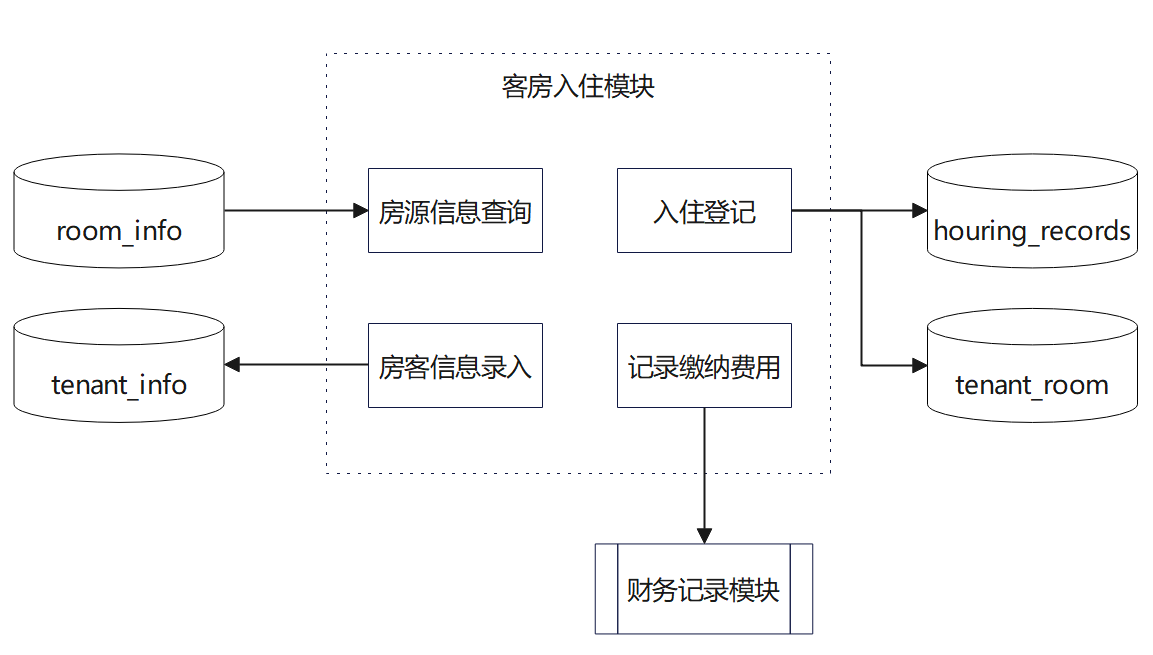 客房入住模块
room_info
房源信息查询
入住登记
houring_records
tenant_info
房客信息录入
记录缴纳费用
tenant_room
财务记录模块